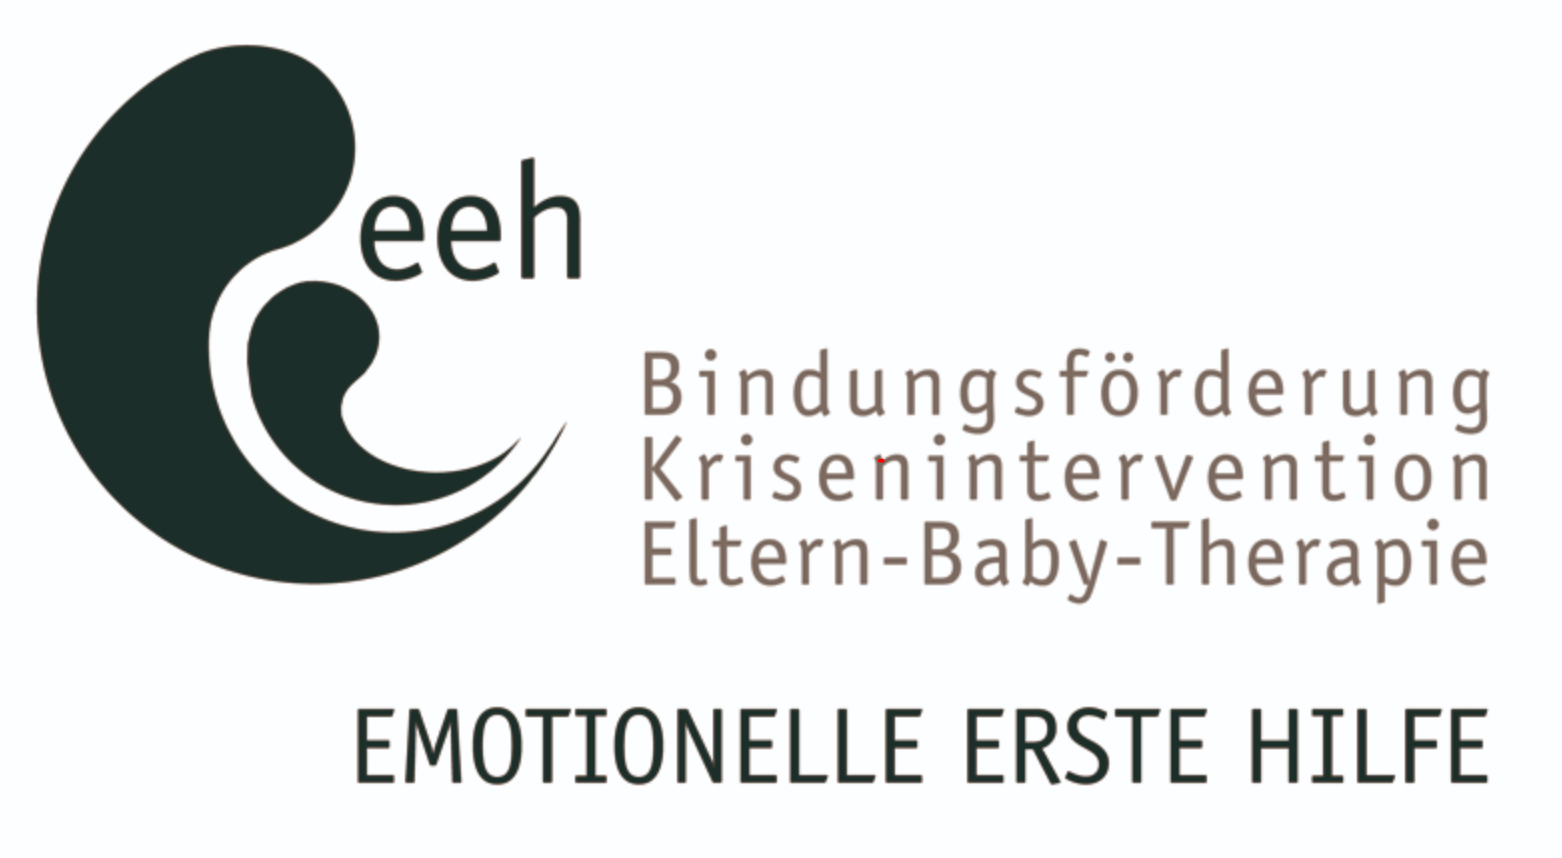 eeh
Bindungsförderung
Krisenintervention
Eltern-Baby-Therapie
EMOTIONELLE ERSTE HILFE